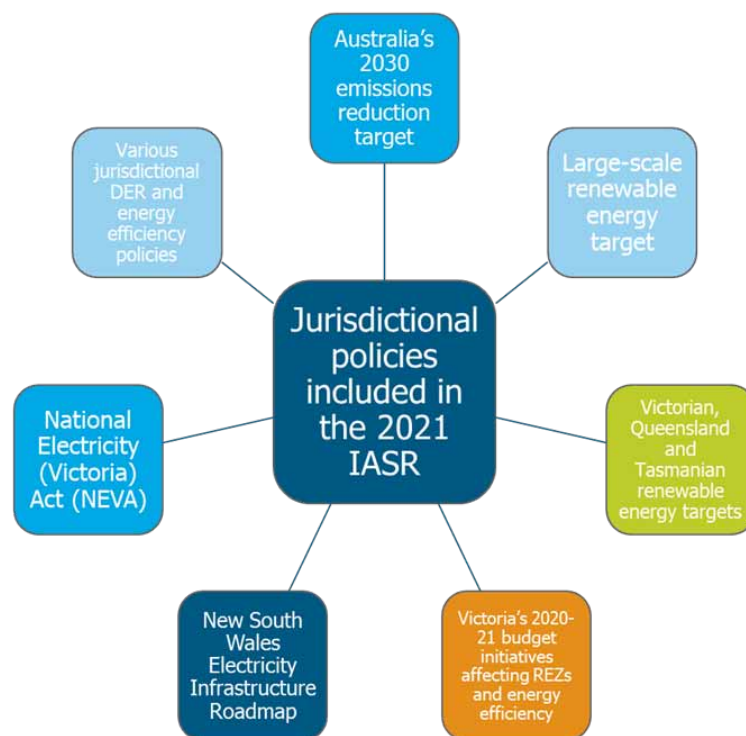 Australia's
2030
emissions
reduction
target
Various
jurisdictional
DER and
energy
efficiency
policies
Large-scale
renewable
energy
target
Jurisdictional
policies
included in
the 2021
IASR
National
Electricity
(Victoria)
Act (NEVA)
Victorian,
Queensland
and
Tasmanian
renewable
energy targets
New South
Wales
Electricity
Infrastructure
Roadmap
Victoria's 2020-
21 budget
initiatives
affecting REZs
and energy
efficiency